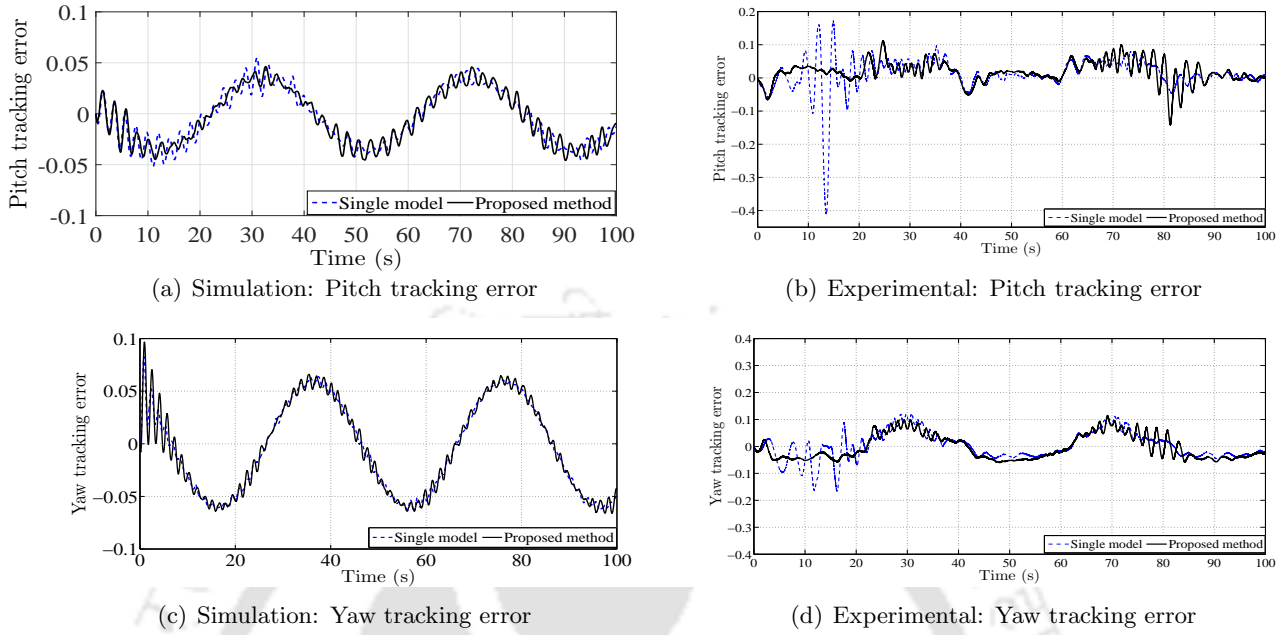 Pitch tracking error
0.1
0.05
0
-0.05
-0.1
Single model
Proposed method
0 10 20 30 40 50 60 70 80 90 100
Time (s)
(a) Simulation: Pitch tracking error
Pitch tracking error
0.2
0.1
0
−0.1
−0.2
−0.3
−0.4
Single model
Proposed method
0 10 20 30 40 50 60 70 80 90 100
Time (s)
(b) Experimental: Pitch tracking error
Yaw tracking error
0.1
0.05
0
−0.05
−0.1
Single model
Proposed method
0 20 40 60 80 100
Time (s)
(c) Simulation: Yaw tracking error
Yaw tracking error
0.4
0.3
0.2
0.1
0
−0.1
−0.2
−0.3
−0.4
Single model
Proposed method
0 10 20 30 40 50 60 70 80 90 100
Time (s)
(d) Experimental: Yaw tracking error